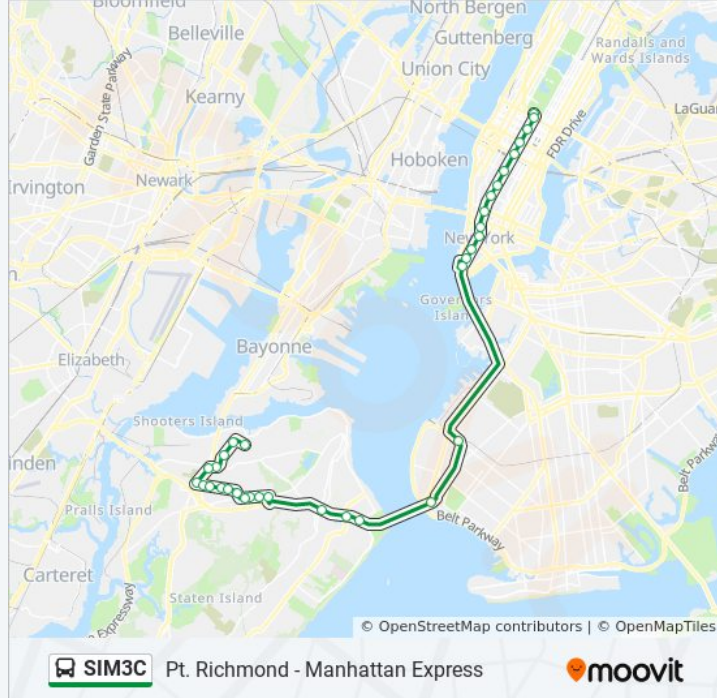 Bloomfield
North Bergen
Belleville
Guttenberg
Randalls and
Wards Islands
Union City
Garden State Parkway
Kearny
LaGua
FDR Drive
Hoboken
Irvington
Newark
New York
Governors
Island
Bayonne
Elizabeth
Shooters Island
inden
Belt Parkway
Pralls Island
Belt Parkway
Carteret
Staten Island
e Expressway
© OpenStreetMap contributors | © OpenMapTiles
SIM3C Pt. Richmond - Manhattan Express moovit